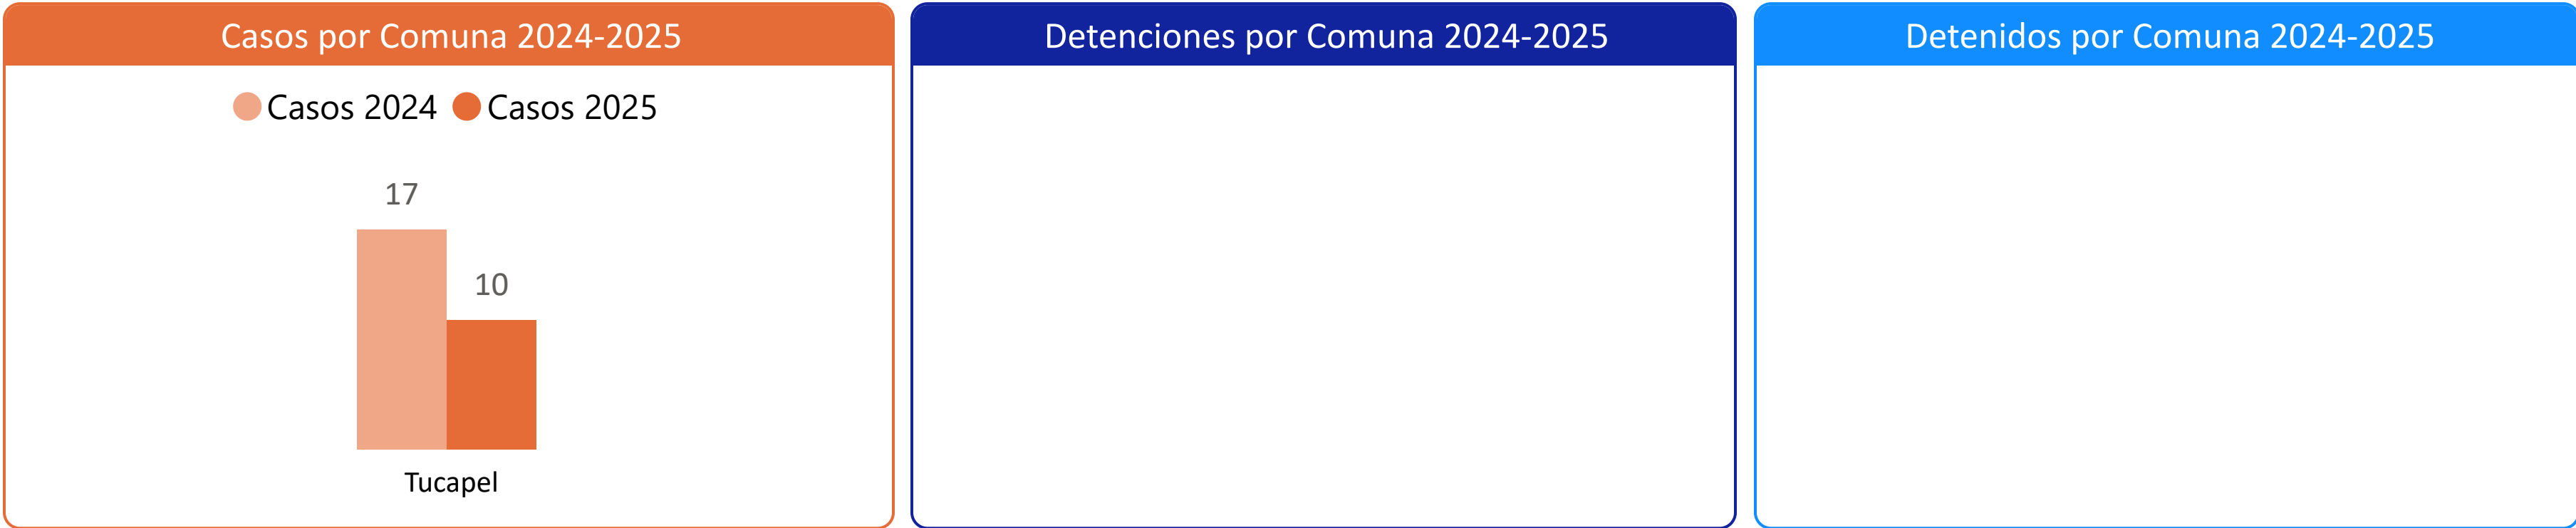 Casos por Comuna 2024-2025
Casos 2024 Casos 2025
17
10
Tucapel
Detenciones por Comuna 2024-2025
Detenidos por Comuna 2024-2025